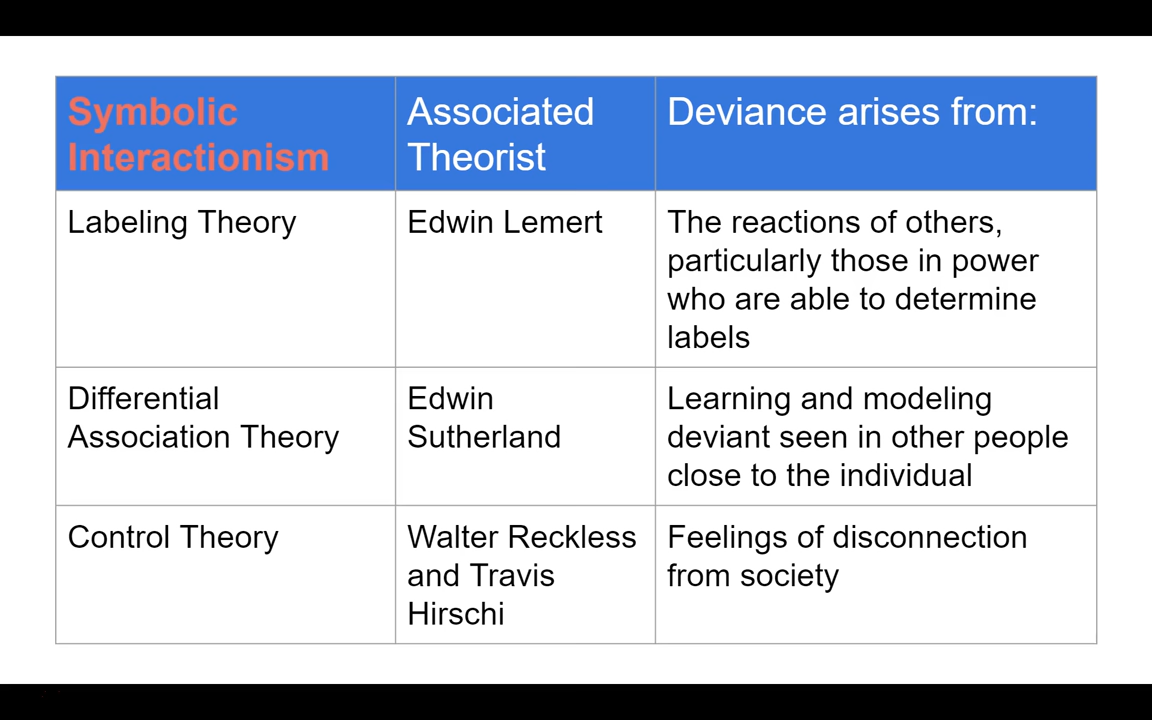 Symbolic
Interactionism
Associated
Theorist
Deviance arises from:
Labeling Theory
Edwin Lemert
The reactions of others,
particularly those in power
who are able to determine
labels
Differential
Association Theory
Edwin
Sutherland
Learning and modeling
deviant seen in other people
close to the individual
Control Theory
Walter Reckless
and Travis
Hirschi
Feelings of disconnection
from society